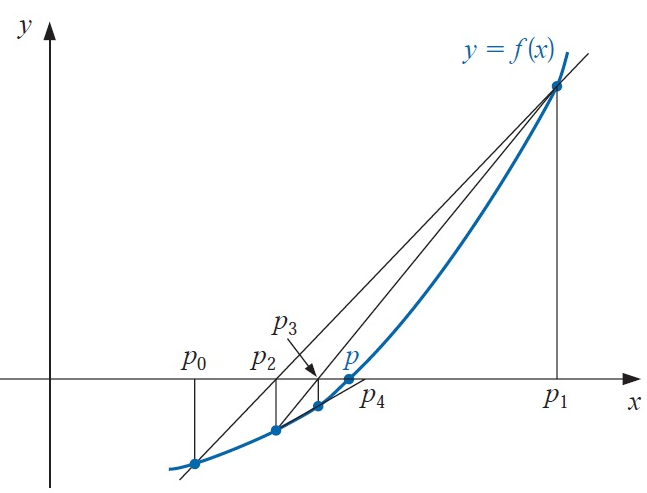 y
y = f(x)
p₃
p₀
p₂
p
p₄
p₁
x